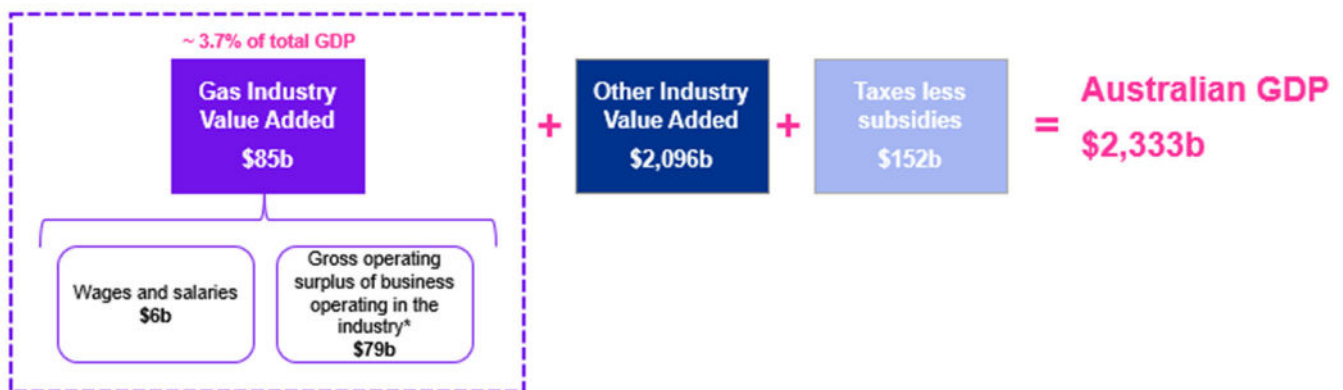 ~ 3.7% of total GDP
Gas Industry
Value Added
$85b
+
Other Industry
Value Added
$2,096b
+
Taxes less
subsidies
$152b
=
Australian GDP
$2,333b
Wages and salaries
$6b
Gross operating
surplus of business
operating in the
industry*
$79b